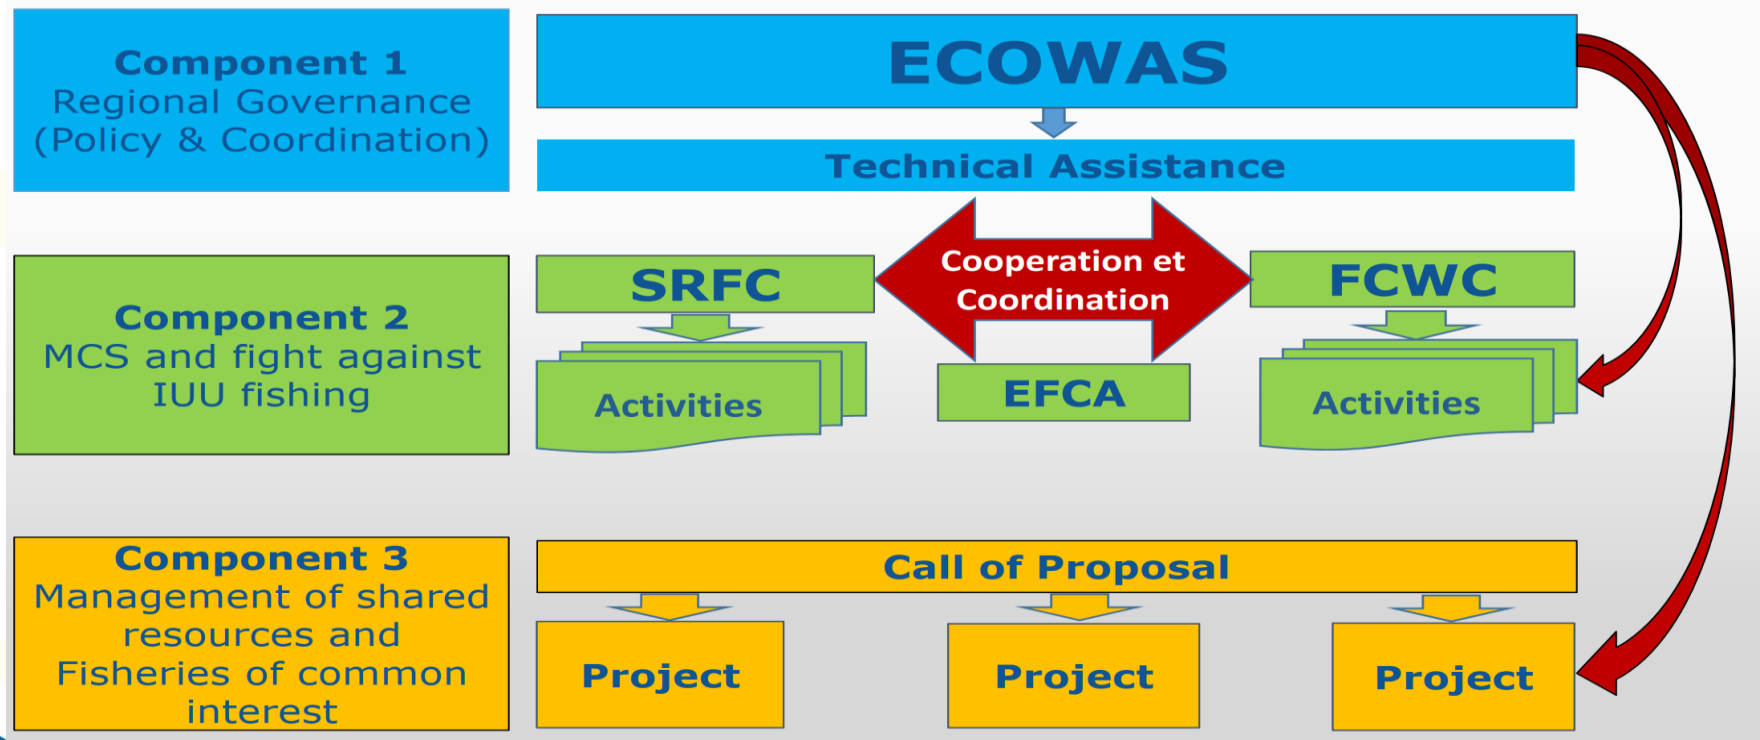 Component 1
Regional Governance
(Policy & Coordination)
ECOWAS
Technical Assistance
Component 2
MCS and fight against
IUU fishing
SRFC
Cooperation et
Coordination
FCWC
Activities
EFCA
Activities
Component 3
Management of shared
resources and
Fisheries of common
interest
Call of Proposal
Project
Project
Project